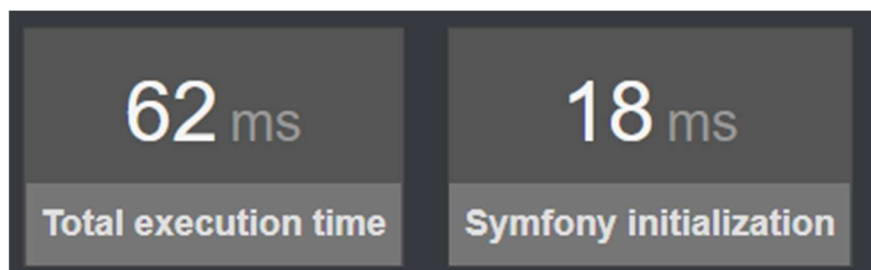 62 ms
Total execution time
18 ms
Symfony initialization